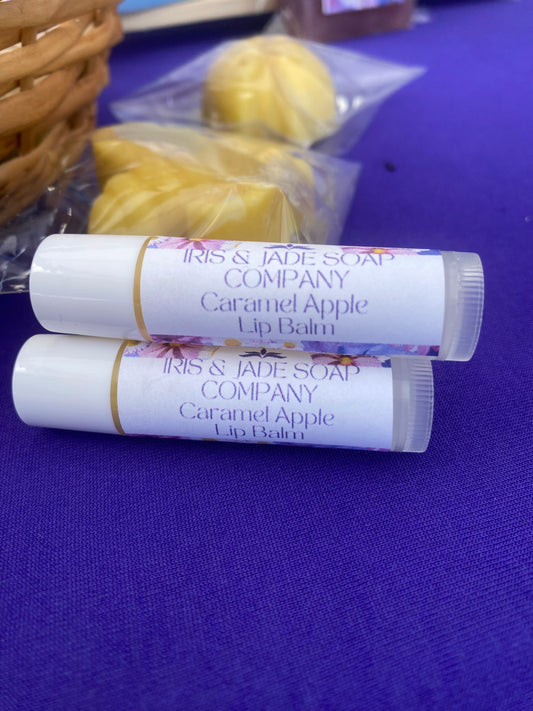 IRIS & JADE SOAP
COMPANY
Caramel Apple
Lip Balm
IRIS & JADE SOAP
COMPANY
Caramel Apple
Lip Balm